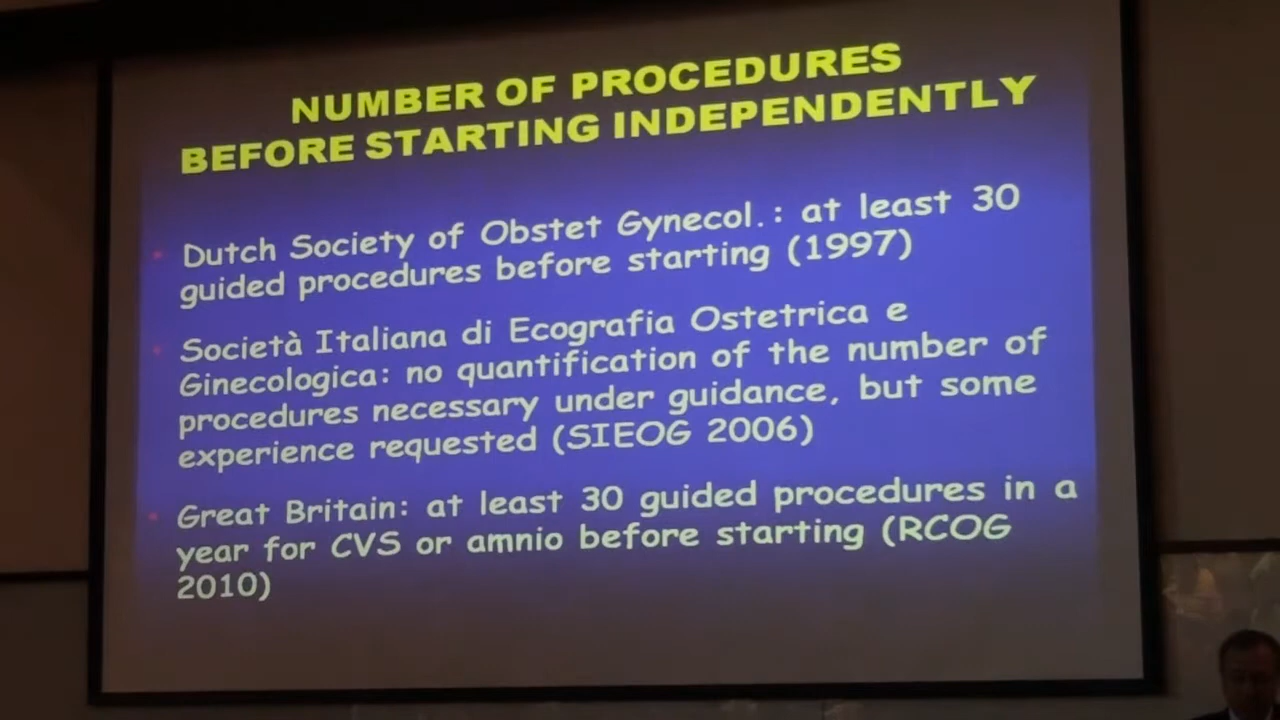 NUMBER OF PROCEDURES
BEFORE STARTING INDEPENDENTLY
Dutch Society of Obstet Gynecol.: at least 30
guided procedures before starting (1997)
Società Italiana di Ecografia Ostetrica e
Ginecologica: no quantification of the number of
procedures necessary under guidance, but some
experience requested (SIEOG 2006)
Great Britain: at least 30 guided procedures in a
year for CVS or amnio before starting (RCOG
2010)